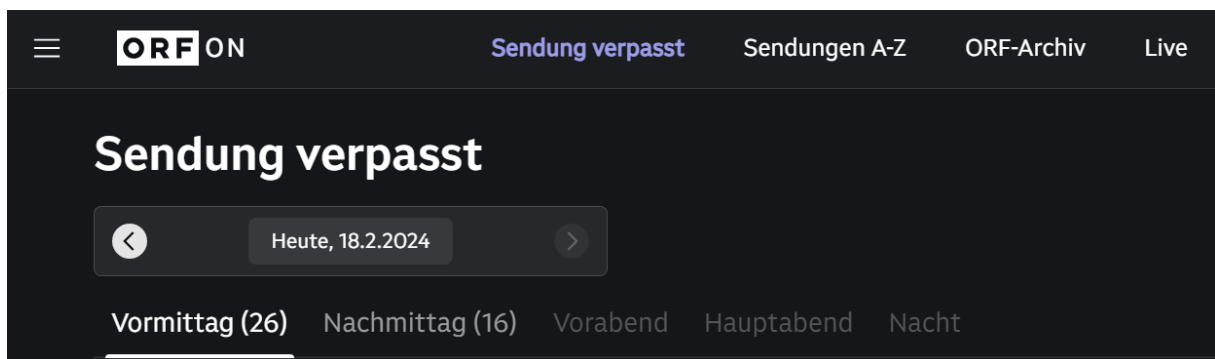 ORF ON Sendung verpasst Sendungen A-Z ORF-Archiv Live
Sendung verpasst
Heute, 18.2.2024
Vormittag (26) Nachmittag (16) Vorabend Hauptabend Nacht